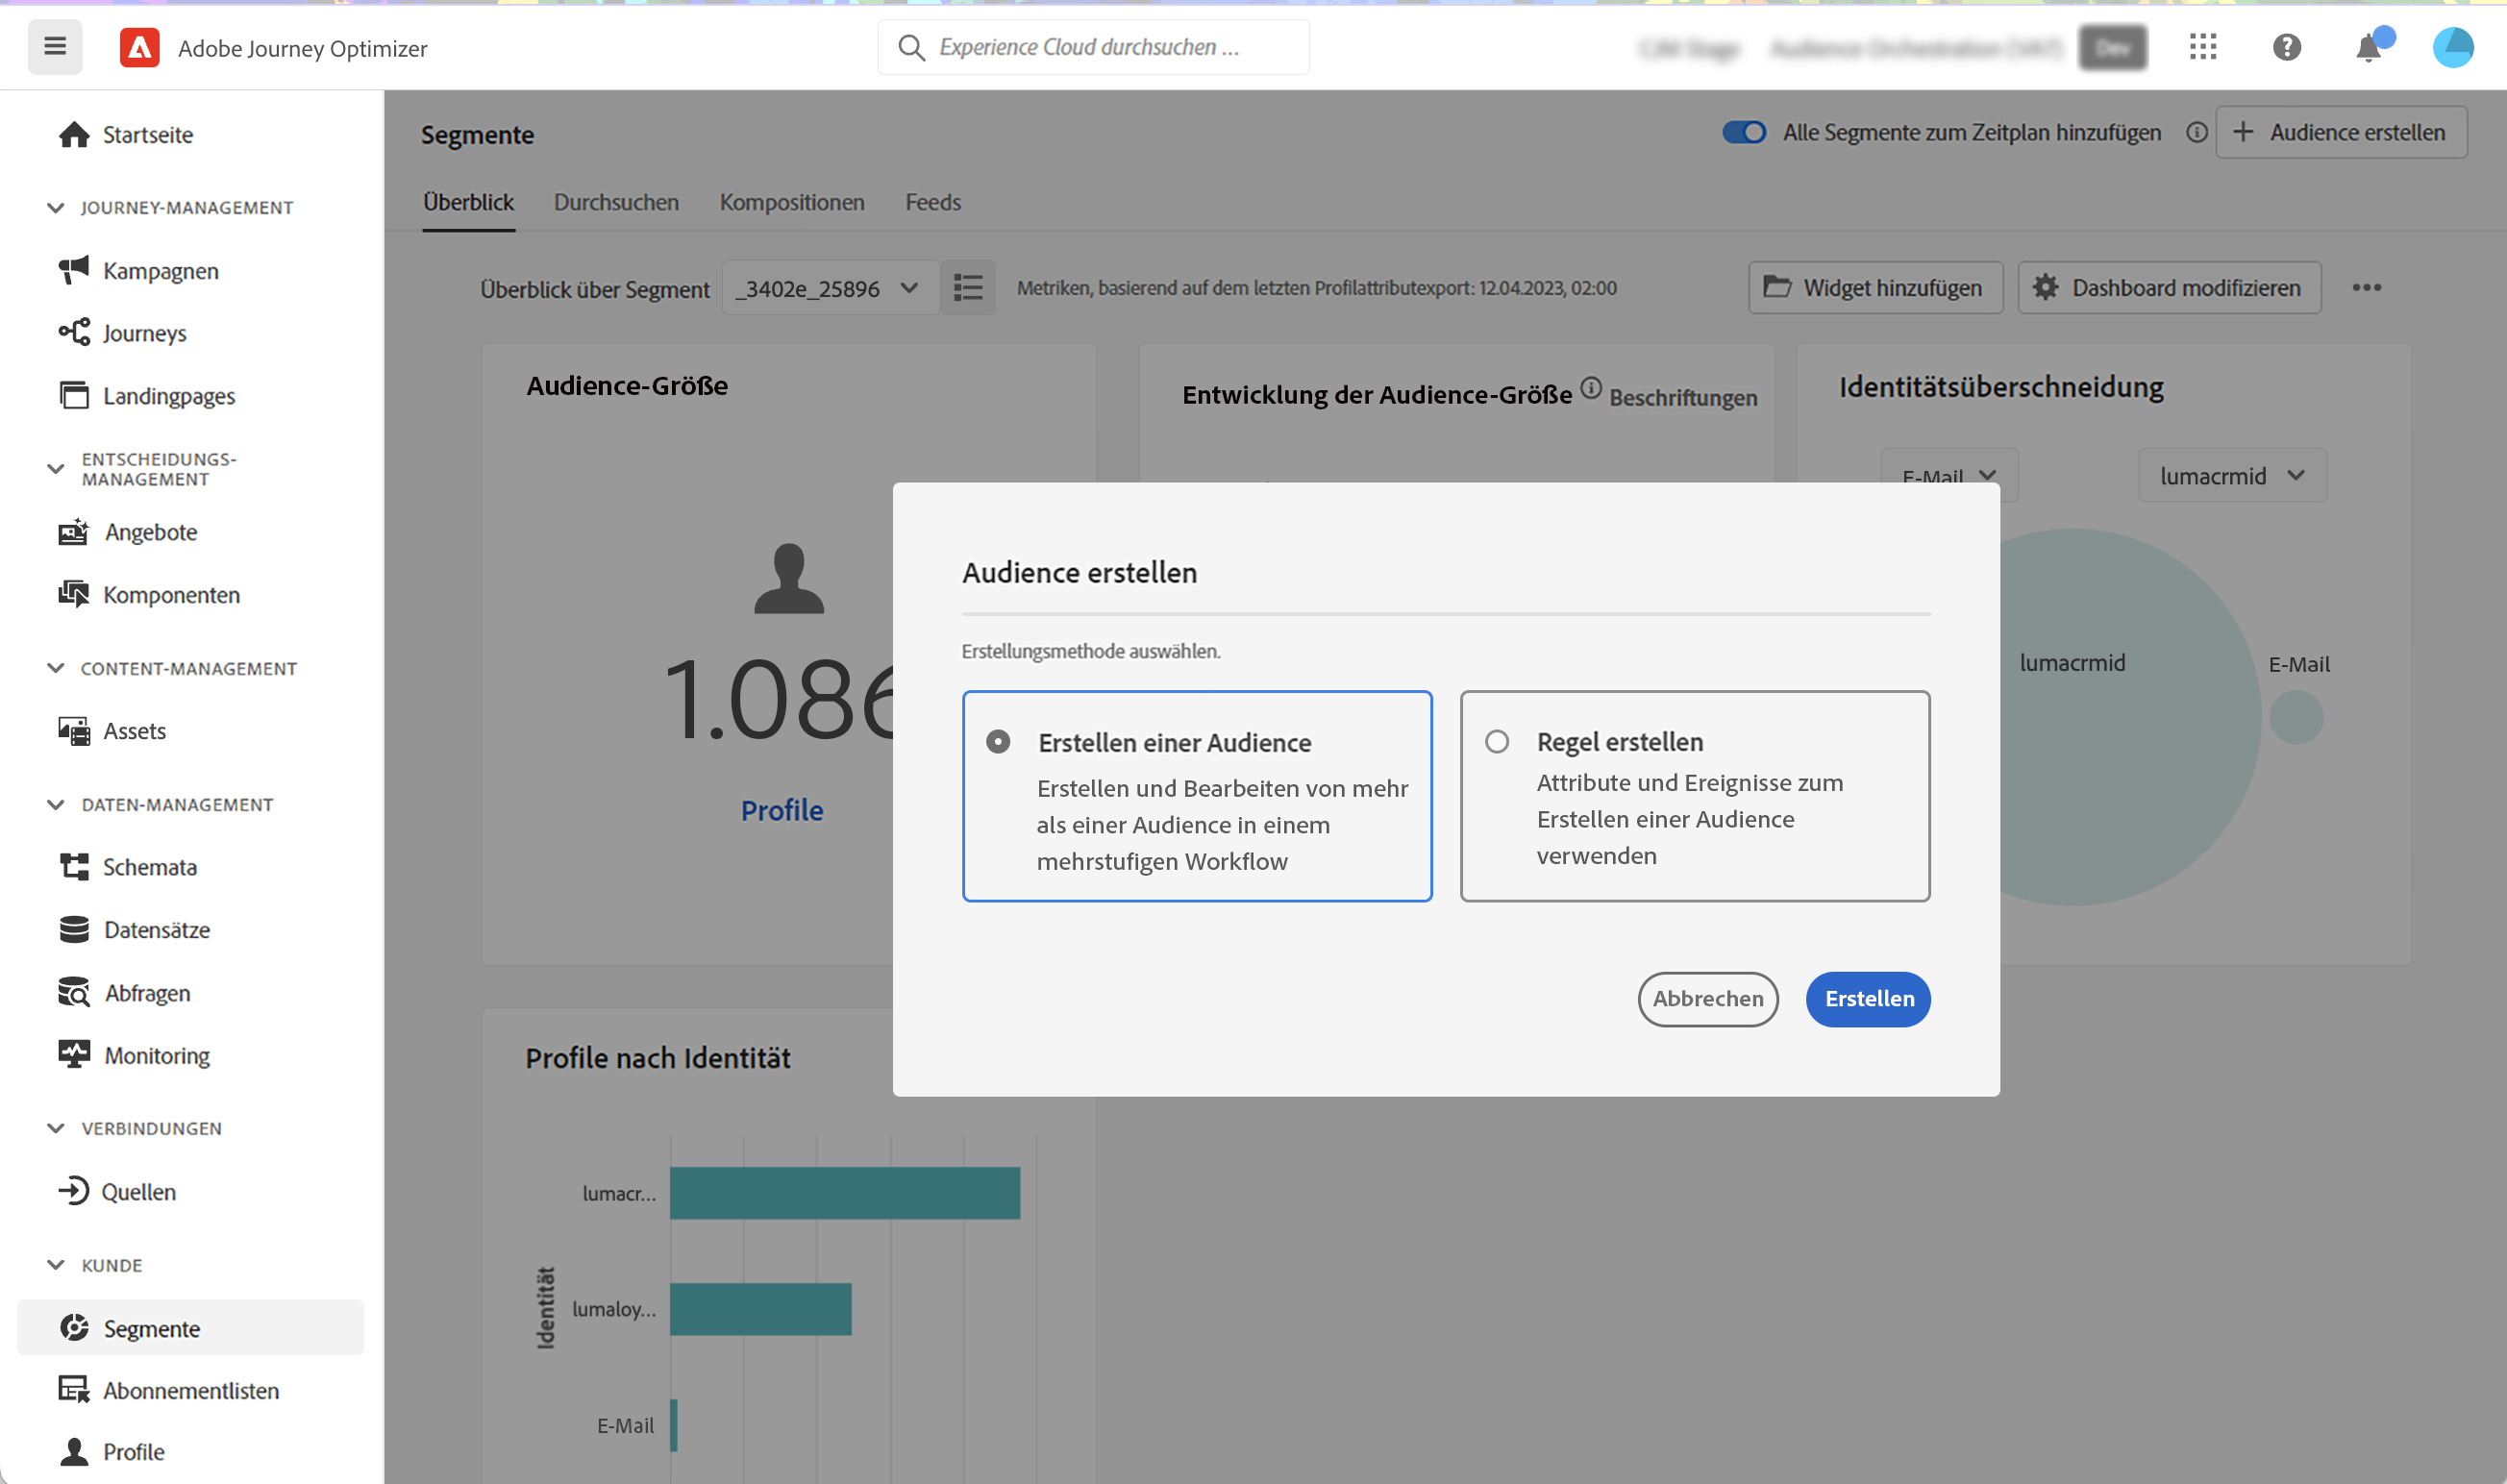 Adobe Journey Optimizer
Experience Cloud durchsuchen ...
Startseite
JOURNEY-MANAGEMENT
Kampagnen
Journeys
Landingpages
ENTSCHEIDUNGS-
MANAGEMENT
Angebote
Komponenten
CONTENT-MANAGEMENT
Assets
DATEN-MANAGEMENT
Schemata
Datensätze
Abfragen
Monitoring
VERBINDUNGEN
Quellen
KUNDE
Segmente
Abonnementlisten
Profile
Segmente
Alle Segmente zum Zeitplan hinzufügen
Audience erstellen
Überblick Durchsuchen Kompositionen Feeds
Überblick über Segment _3402e_25896 Metriken, basierend auf dem letzten Profilattributexport: 12.04.2023, 02:00 Widget hinzufügen Dashboard modifizieren
Audience-Größe
Profile
Entwicklung der Audience-Größe Beschriftungen
Identitätsüberschneidung
E-Mail lumacrmid
lumacrmid
E-Mail
Audience erstellen
Erstellungsmethode auswählen.
Erstellen einer Audience
Erstellen und Bearbeiten von mehr
als einer Audience in einem
mehrstufigen Workflow
Regel erstellen
Attribute und Ereignisse zum
Erstellen einer Audience
verwenden
Abbrechen Erstellen
Profile nach Identität
Identität
lumacr...
lumaloy...
E-Mail